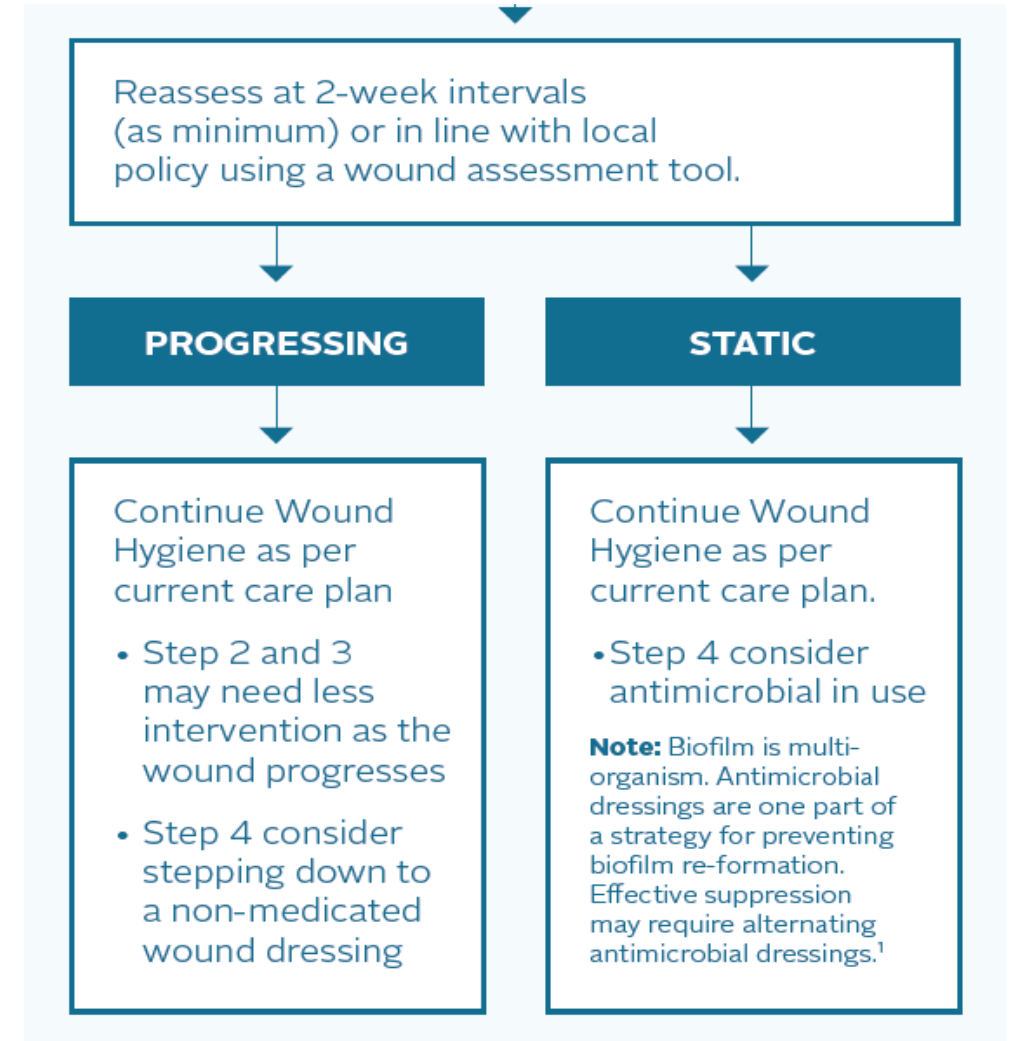 Reassess at 2-week intervals
(as minimum) or in line with local
policy using a wound assessment tool.
PROGRESSING
Continue Wound
Hygiene as per
current care plan
• Step 2 and 3
may need less
intervention as the
wound progresses
• Step 4 consider
stepping down to
a non-medicated
wound dressing
STATIC
Continue Wound
Hygiene as per
current care plan.
• Step 4 consider
antimicrobial in use
Note: Biofilm is multi-
organism. Antimicrobial
dressings are one part of
a strategy for preventing
biofilm re-formation.
Effective suppression
may require alternating
antimicrobial dressings.¹